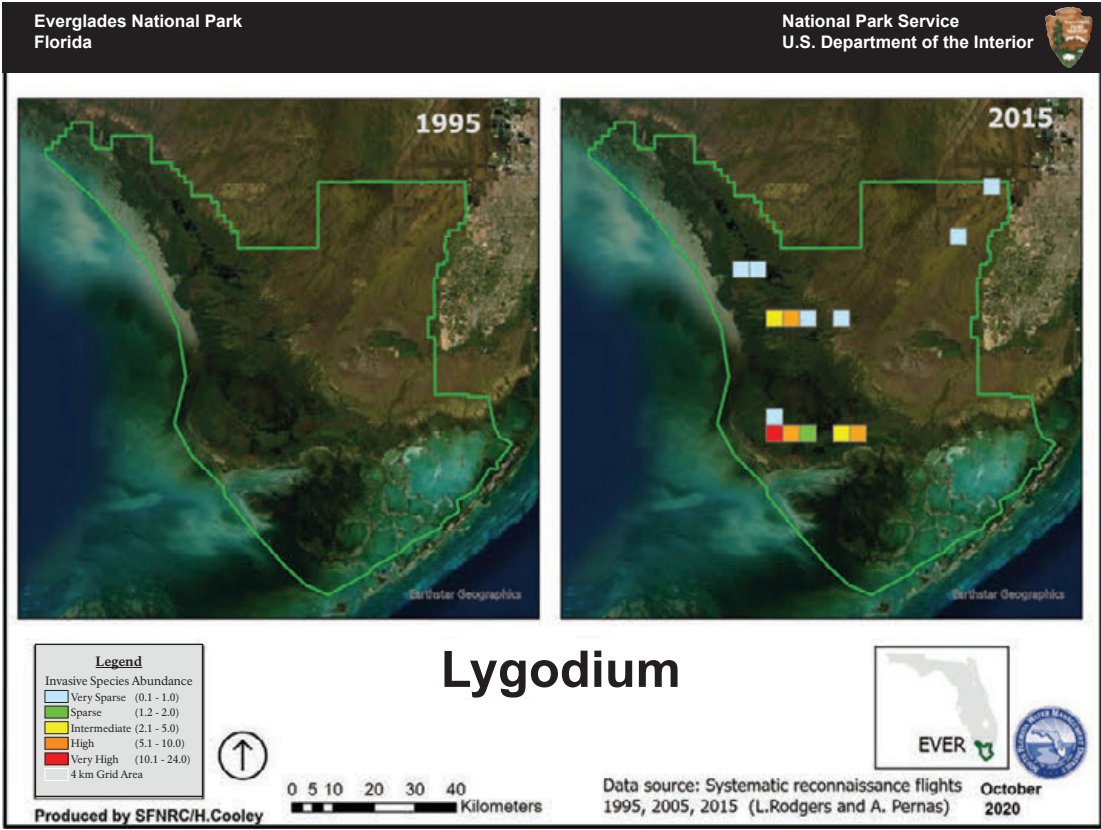 Everglades National Park
Florida
National Park Service
U.S. Department of the Interior
1995
Earthstar Geographics
2015
Earthstar Geographics
Legend
Invasive Species Abundance
Very Sparse (0.1 - 1.0)
Sparse (1.2 - 2.0)
Intermediate (2.1 - 5.0)
High (5.1 - 10.0)
Very High (10.1 - 24.0)
4 km Grid Area
Produced by SFNRC/H.Cooley
Lygodium
0 5 10 20 30 40
Kilometers
EVER
Data source: Systematic reconnaissance flights
1995, 2005, 2015 (L.Rodgers and A. Pernas)
October
2020